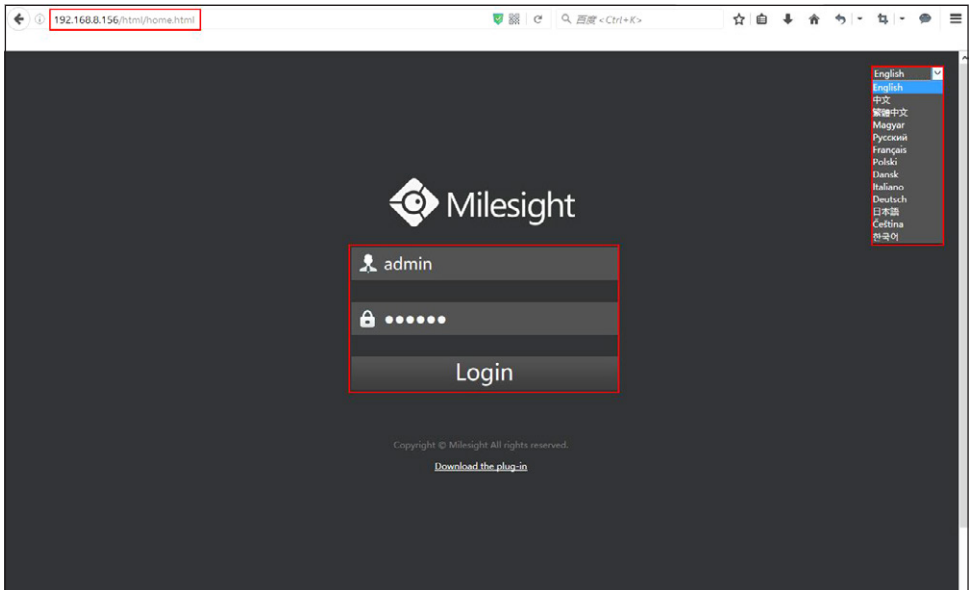 192.168.8.156/html/home.html
百度 <Ctrl+K>
English
English
中文
繁體中文
Magyar
Русский
Français
Polski
Dansk
Italiano
Deutsch
日本語
Čeština
한국어
Milesight
admin
Login
Copyright © Milesight All rights reserved.
Download the plug-in